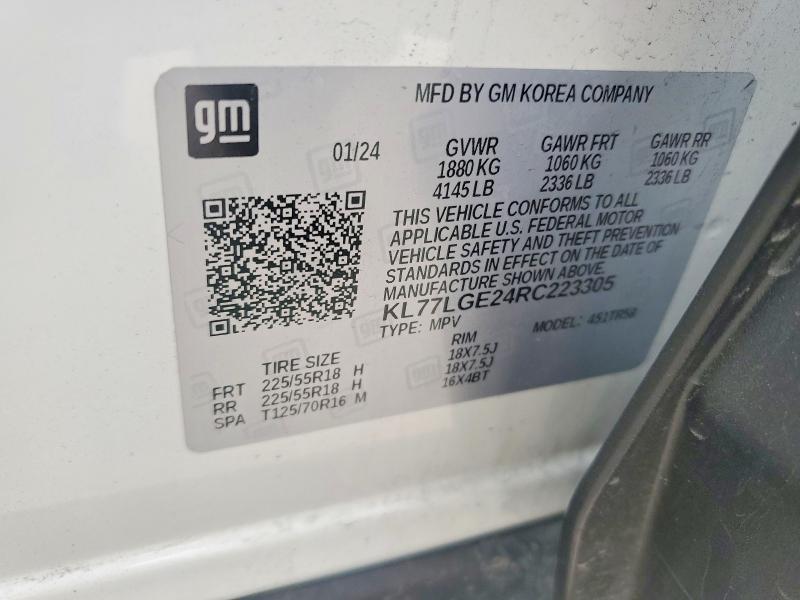 gm
MFD BY GM KOREA COMPANY
01/24
GVWR GAWR FRT GAWR RR
1880 KG 1060 KG 1060 KG
4145 LB 2336 LB 2336 LB
THIS VEHICLE CONFORMS TO ALL
APPLICABLE U.S. FEDERAL MOTOR
VEHICLE SAFETY AND THEFT PREVENTION
STANDARDS IN EFFECT ON THE DATE OF
MANUFACTURE SHOWN ABOVE.
KL77LGE24RC223305
TYPE: MPV MODEL: 451TR58
TIRE SIZE RIM
FRT 225/55R18 H 18X7.5J
RR 225/55R18 H 18X7.5J
SPA T125/70R16 M 16X4BT